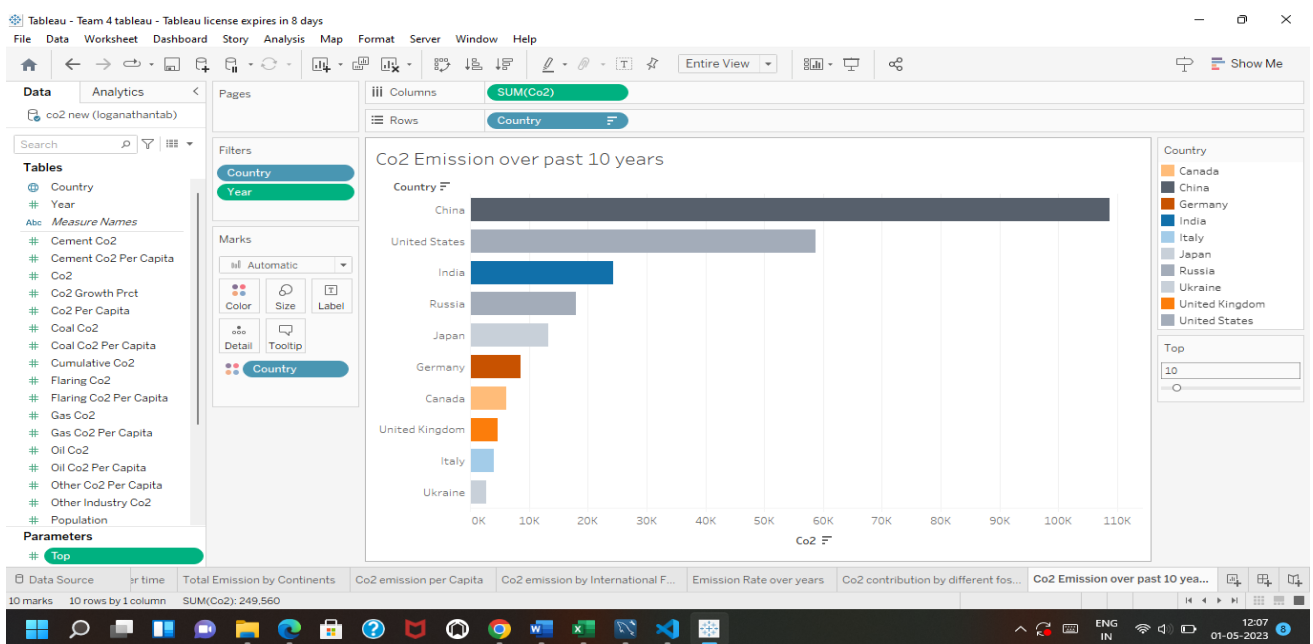 Tableau - Team 4 tableau - Tableau license expires in 8 days
File Data Worksheet Dashboard Story Analysis Map Format Server Window Help
Entire View
Show Me
Data Analytics
co2 new (loganathantab)
Search
Tables
Country
Year
Abc Measure Names
Cement Co2
Cement Co2 Per Capita
Co2
Co2 Growth Prct
Co2 Per Capita
Coal Co2
Coal Co2 Per Capita
Cumulative Co2
Flaring Co2
Flaring Co2 Per Capita
Gas Co2
Gas Co2 Per Capita
Oil Co2
Oil Co2 Per Capita
Other Co2 Per Capita
Other Industry Co2
Population
Parameters
Top
Pages
Filters
Country
Year
Marks
Automatic
Color Size Label
Detail Tooltip
Country
Columns SUM(Co2)
Rows Country
Co2 Emission over past 10 years
Country
China
United States
India
Russia
Japan
Germany
Canada
United Kingdom
Italy
Ukraine
0K 10K 20K 30K 40K 50K 60K 70K 80K 90K 100K 110K
Co2
Country
Canada
China
Germany
India
Italy
Japan
Russia
Ukraine
United Kingdom
United States
Top
10
Data Source er time Total Emission by Continents Co2 emission per Capita Co2 emission by International F... Emission Rate over years Co2 contribution by different fos... Co2 Emission over past 10 yea...
10 marks 10 rows by 1 column SUM(Co2): 249,560
ENG
IN
12:07
01-05-2023
8